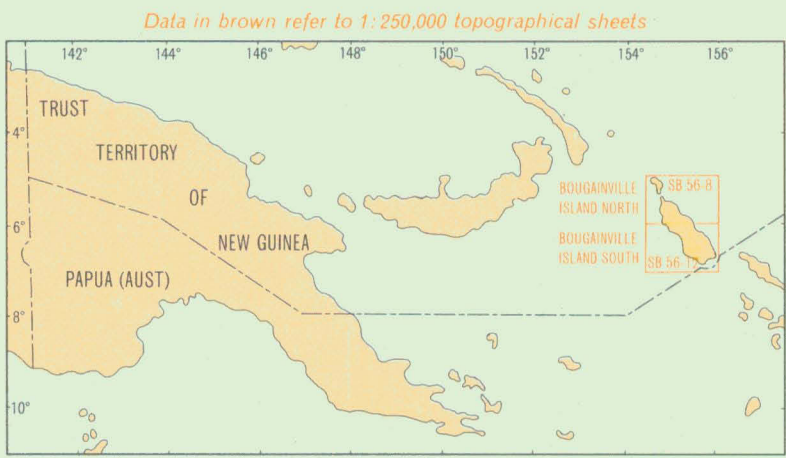 Data in brown refer to 1:250,000 topographical sheets
142° 144° 146° 148° 150° 152° 154° 156°
TRUST
4°
TERRITORY
OF
BOUGAINVILLE
ISLAND NORTH
SB 56-8
6°
NEW GUINEA
BOUGAINVILLE
ISLAND SOUTH
SB 56-12
PAPUA (AUST)
8°
10°